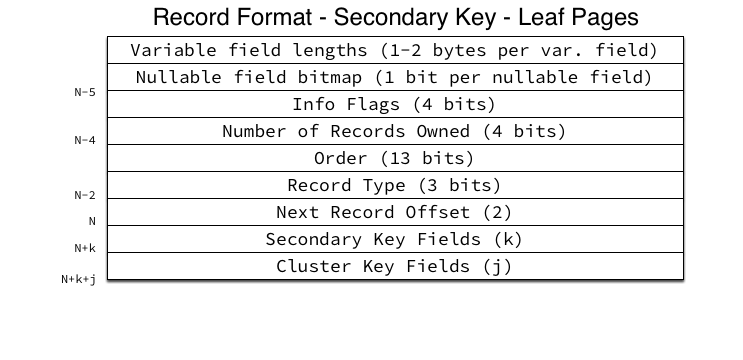 Record Format - Secondary Key - Leaf Pages
Variable field lengths (1-2 bytes per var. field)
Nullable field bitmap (1 bit per nullable field)
N-5
Info Flags (4 bits)
Number of Records Owned (4 bits)
N-4
Order (13 bits)
Record Type (3 bits)
N-2
Next Record Offset (2)
N
Secondary Key Fields (k)
N+k
Cluster Key Fields (j)
N+k+j